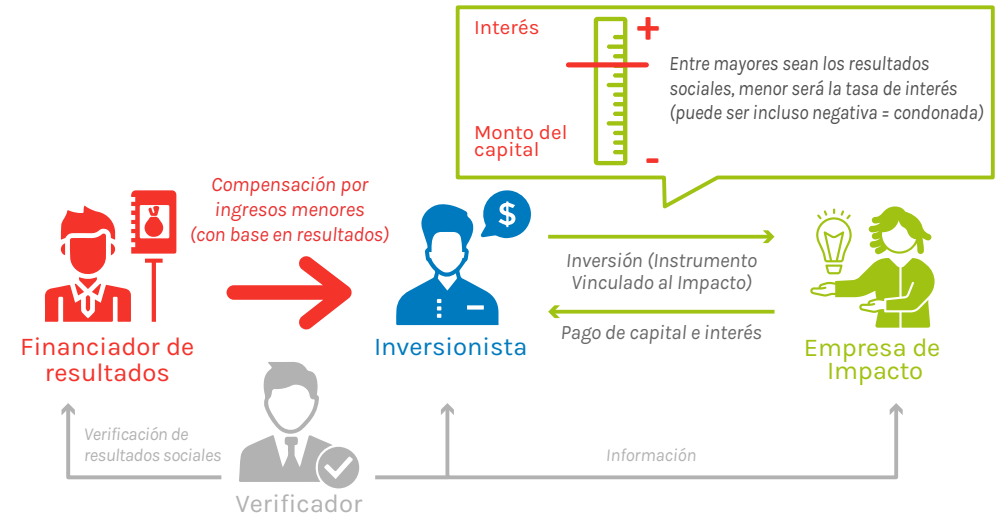 Interés
+
Monto del
capital
-
Entre mayores sean los resultados
sociales, menor será la tasa de interés
(puede ser incluso negativa = condonada)
Compensación por
ingresos menores
(con base en resultados)
$
Inversión (Instrumento
Vinculado al Impacto)
Pago de capital e interés
Financiador de
resultados
Inversionista
Empresa de
Impacto
Verificación de
resultados sociales
Información
Verificador